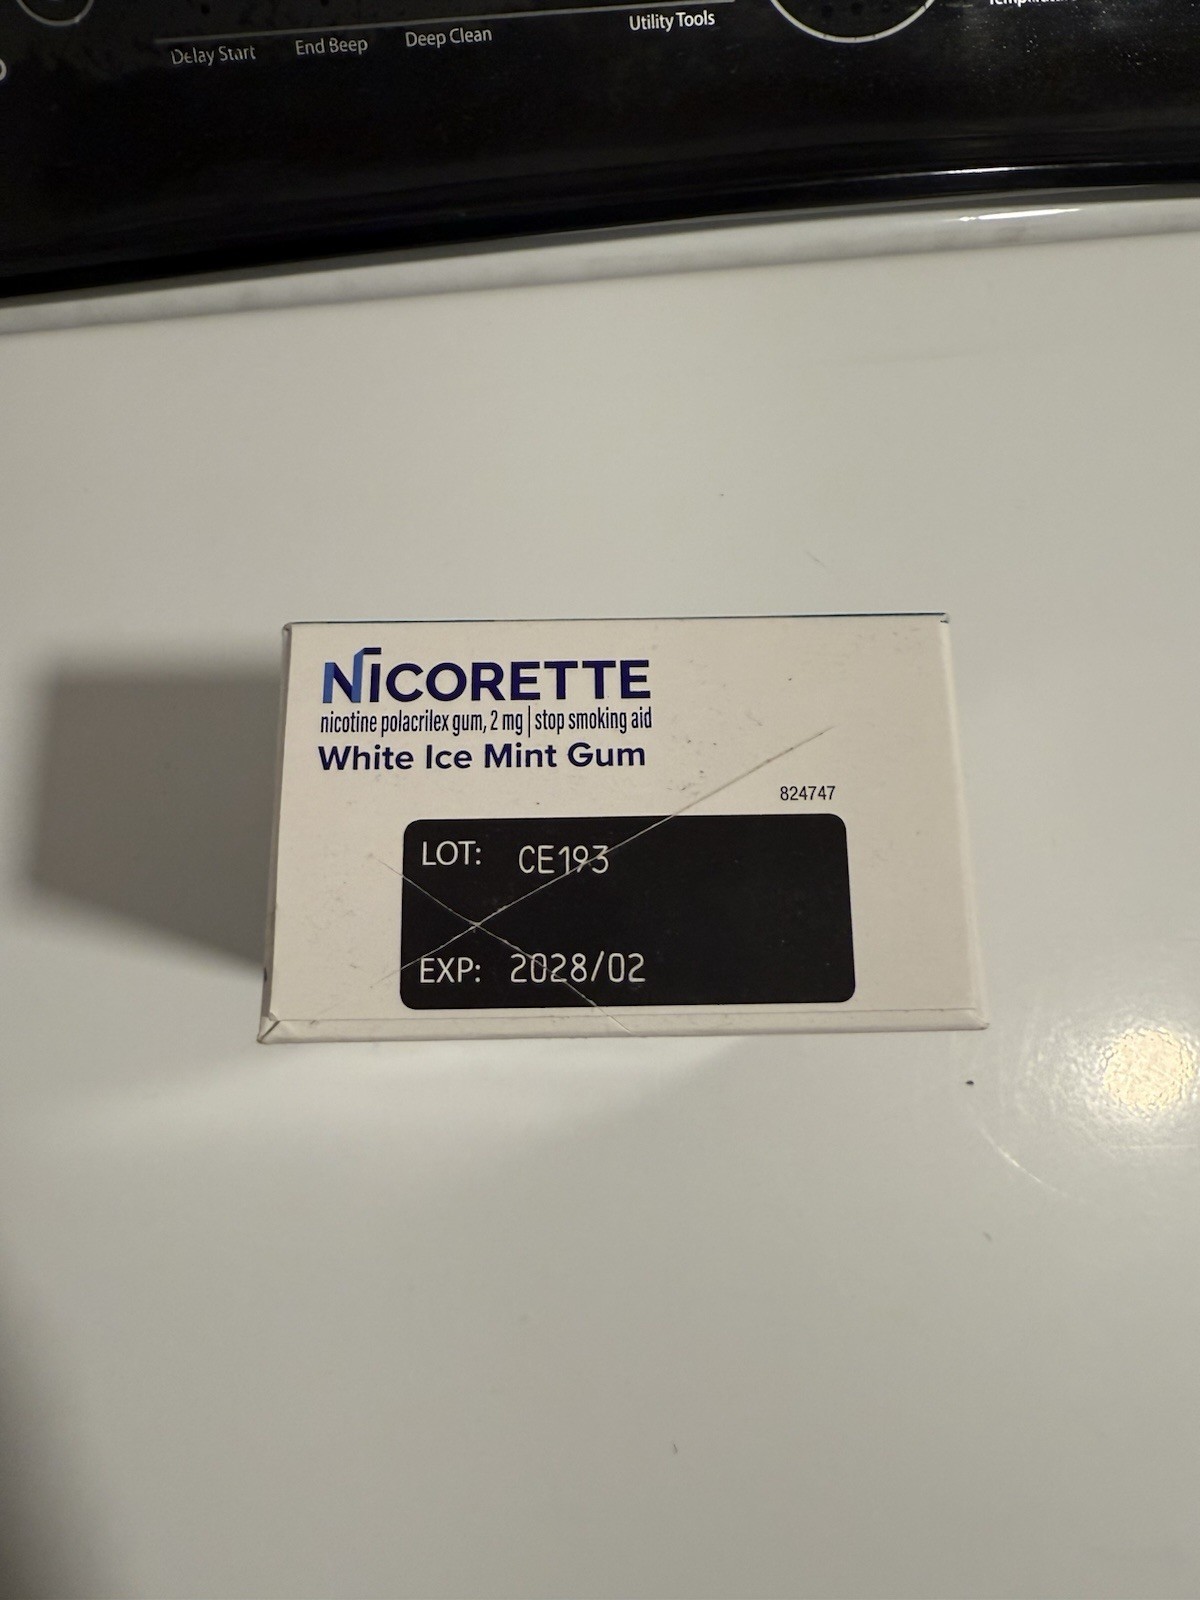 Delay Start End Beep Deep Clean Utility Tools
NICORETTE
nicotine polacrilex gum, 2 mg | stop smoking aid
White Ice Mint Gum
824747
LOT: CE193
EXP: 2028/02